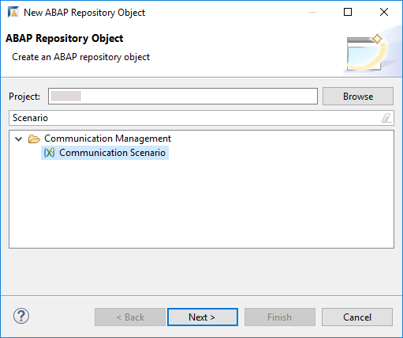 New ABAP Repository Object
ABAP Repository Object
Create an ABAP repository object
Project:
Browse
Scenario
Communication Management
Communication Scenario
?
< Back
Next >
Finish
Cancel